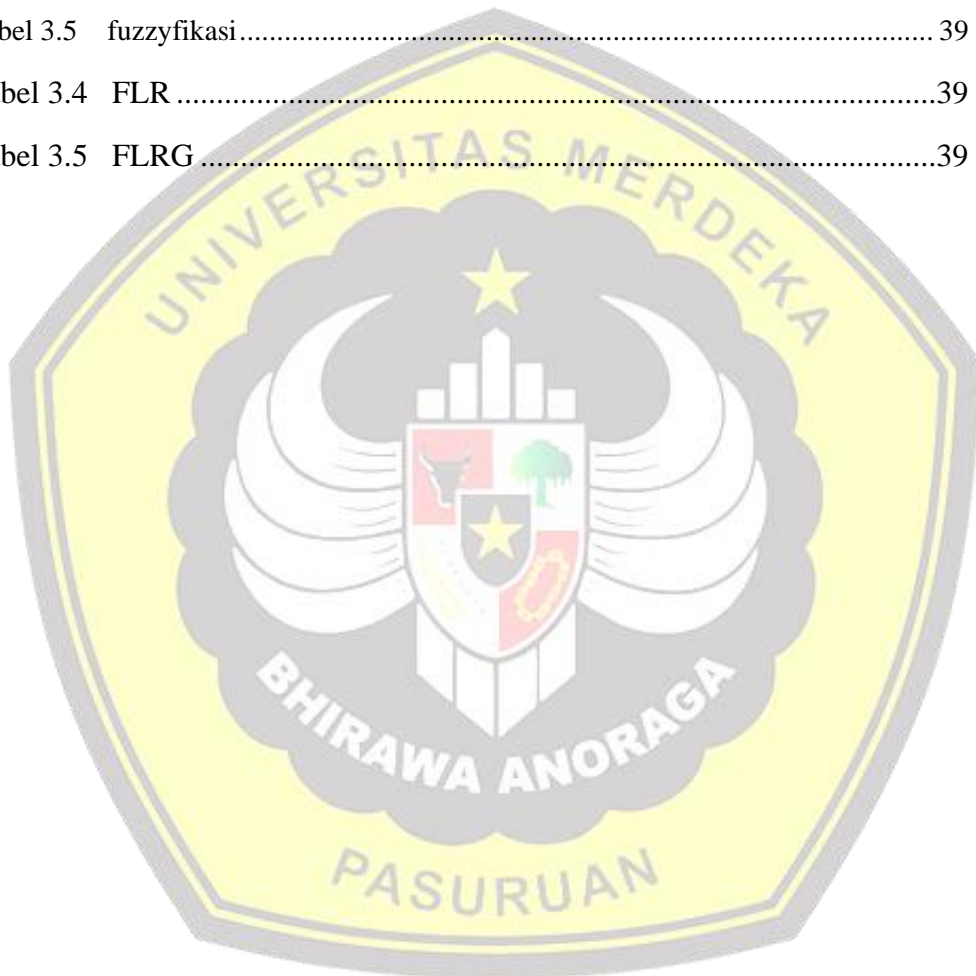 bel 3.5 fuzzyfikasi.......................................................................................... 39
bel 3.4 FLR ...............................................................................................39
bel 3.5 FLRG ............................................................................................39
UNIVERSITAS MERDEKA
BHIRAWA ANORAGA
PASURUAN